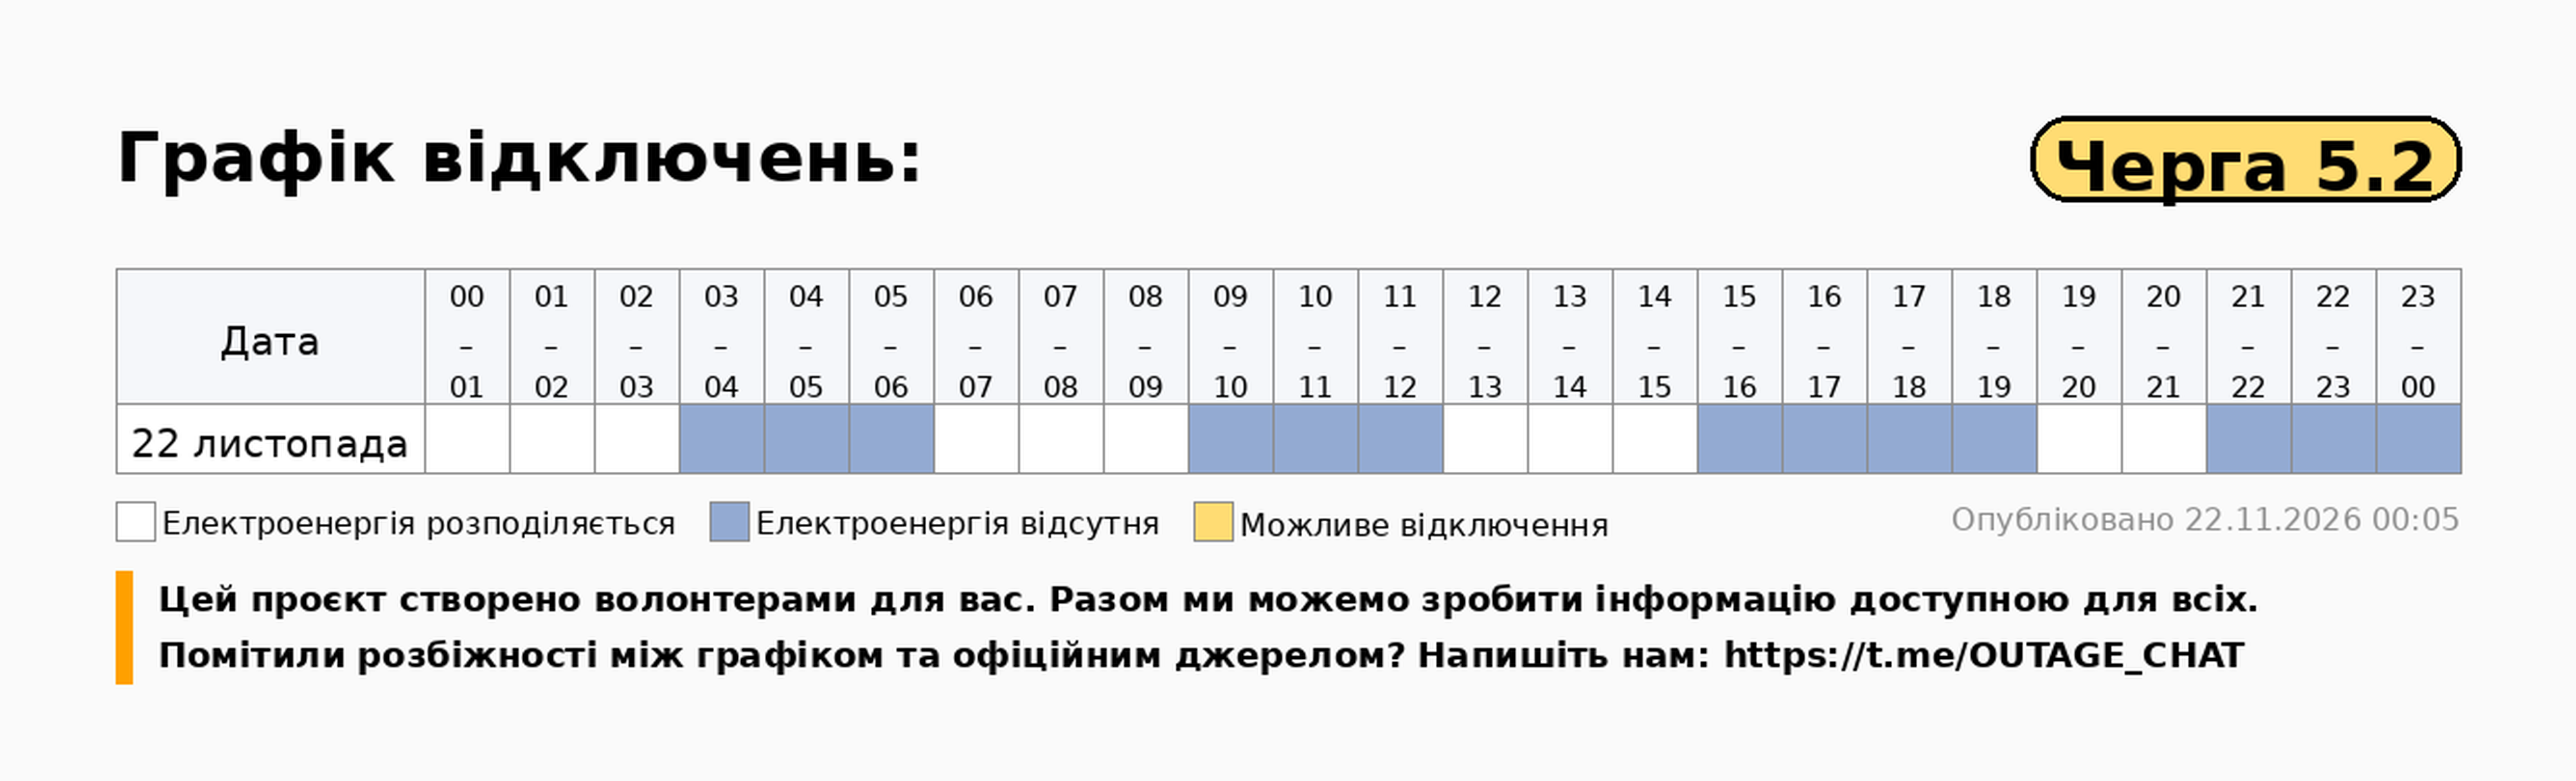 Графік відключень:
Черга 5.2
Дата
00 – 01
01 – 02
02 – 03
03 – 04
04 – 05
05 – 06
06 – 07
07 – 08
08 – 09
09 – 10
10 – 11
11 – 12
12 – 13
13 – 14
14 – 15
15 – 16
16 – 17
17 – 18
18 – 19
19 – 20
20 – 21
21 – 22
22 – 23
23 – 00
22 листопада
Електроенергія розподіляється
Електроенергія відсутня
Можливе відключення
Опубліковано 22.11.2026 00:05
Цей проєкт створено волонтерами для вас. Разом ми можемо зробити інформацію доступною для всіх.
Помітили розбіжності між графіком та офіційним джерелом? Напишіть нам: https://t.me/OUTAGE_CHAT